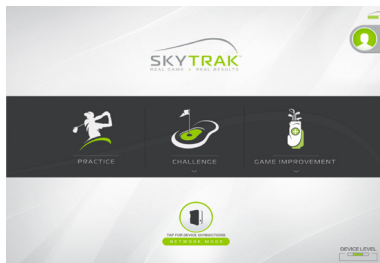 SKYTRAK
REAL GAME • REAL RESULTS
PRACTICE
CHALLENGE
GAME IMPROVEMENT
TAP FOR DEVICE CONNECTIONS
NETWORK MODE
DEVICE LEVEL